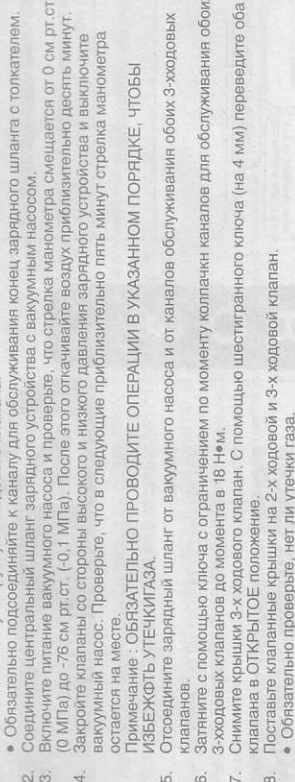 • Обязательно подсоединяйте к каналу для обслуживания конец зарядного шланга с толкателем.
2. Соедините центральный шланг зарядного устройства с вакуумным насосом.
3. Включите питание вакуумного насоса и проверьте, что стрелка манометра смещается от 0 см рт.ст
(0 МПа) до -76 см рт.ст. (-0,1 МПа). После этого откачивайте воздух приблизительно десять минут.
4. Закройте клапаны со стороны высокого и низкого давления зарядного устройства и выключите
вакуумный насос. Проверьте, что в следующие приблизительно пять минут стрелка манометра
остается на месте.
Примечание : ОБЯЗАТЕЛЬНО ПРОВОДИТЕ ОПЕРАЦИИ В УКАЗАННОМ ПОРЯДКЕ, ЧТОБЫ
ИЗБЕЖФТЬ УТЕЧКИГАЗА.
5. Отсоедините зарядный шланг от вакуумного насоса и от каналов обслуживания обоих 3-хходовых
клапанов.
6. Затяните с помощью ключа с ограничением по моменту колпачкн каналов для обслуживания обоих
3-хходовых клапанов до момента в 18 Н•м.
7. Снимите крышки 3-х ходового клапан. С помощью шестигранного ключа (на 4 мм) переведите оба
клапана в ОТКРЫТОЕ положение.
8. Поставьте клапанные крышки на 2-х ходовой и 3-х ходовой клапан.
• Обязательно проверьте, нет ли утечки газа.